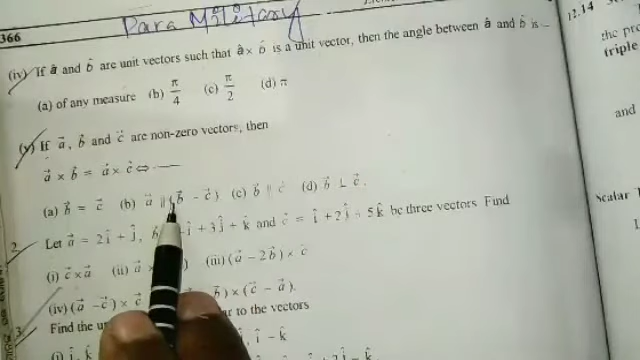 366
Para Militory
(iv) If â and b̂ are unit vectors such that â × b̂ is a unit vector, then the angle between â and b̂ is
(a) of any measure (b) π/4 (c) π/2 (d) π
(v) If a⃗, b⃗ and c⃗ are non-zero vectors, then
a⃗ × b⃗ = a⃗ × c⃗ ⇔ ——
(a) b⃗ = c⃗ (b) a⃗ || (b⃗ - c⃗) (c) b⃗ || c⃗ (d) b⃗ ⊥ c⃗.
2. Let a⃗ = 2î + ĵ, î + 3ĵ + k̂ and c⃗ = î + 2ĵ 5k̂ be three vectors Find
(i) c⃗ × a⃗ (ii) a⃗ (iii) (a⃗ - 2b⃗) × c⃗
(iv) (a⃗ - c⃗) × c⃗ b⃗) × (c⃗ - a⃗).
3. Find the to the vectors
(i) î, k̂ î - k̂
12.14
the
(triple
and
Scalar